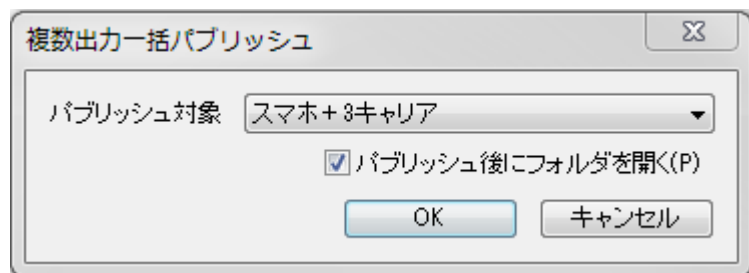 複数出力一括パブリッシュ
パブリッシュ対象 スマホ+3キャリア
パブリッシュ後にフォルダを開く(P)
OK キャンセル